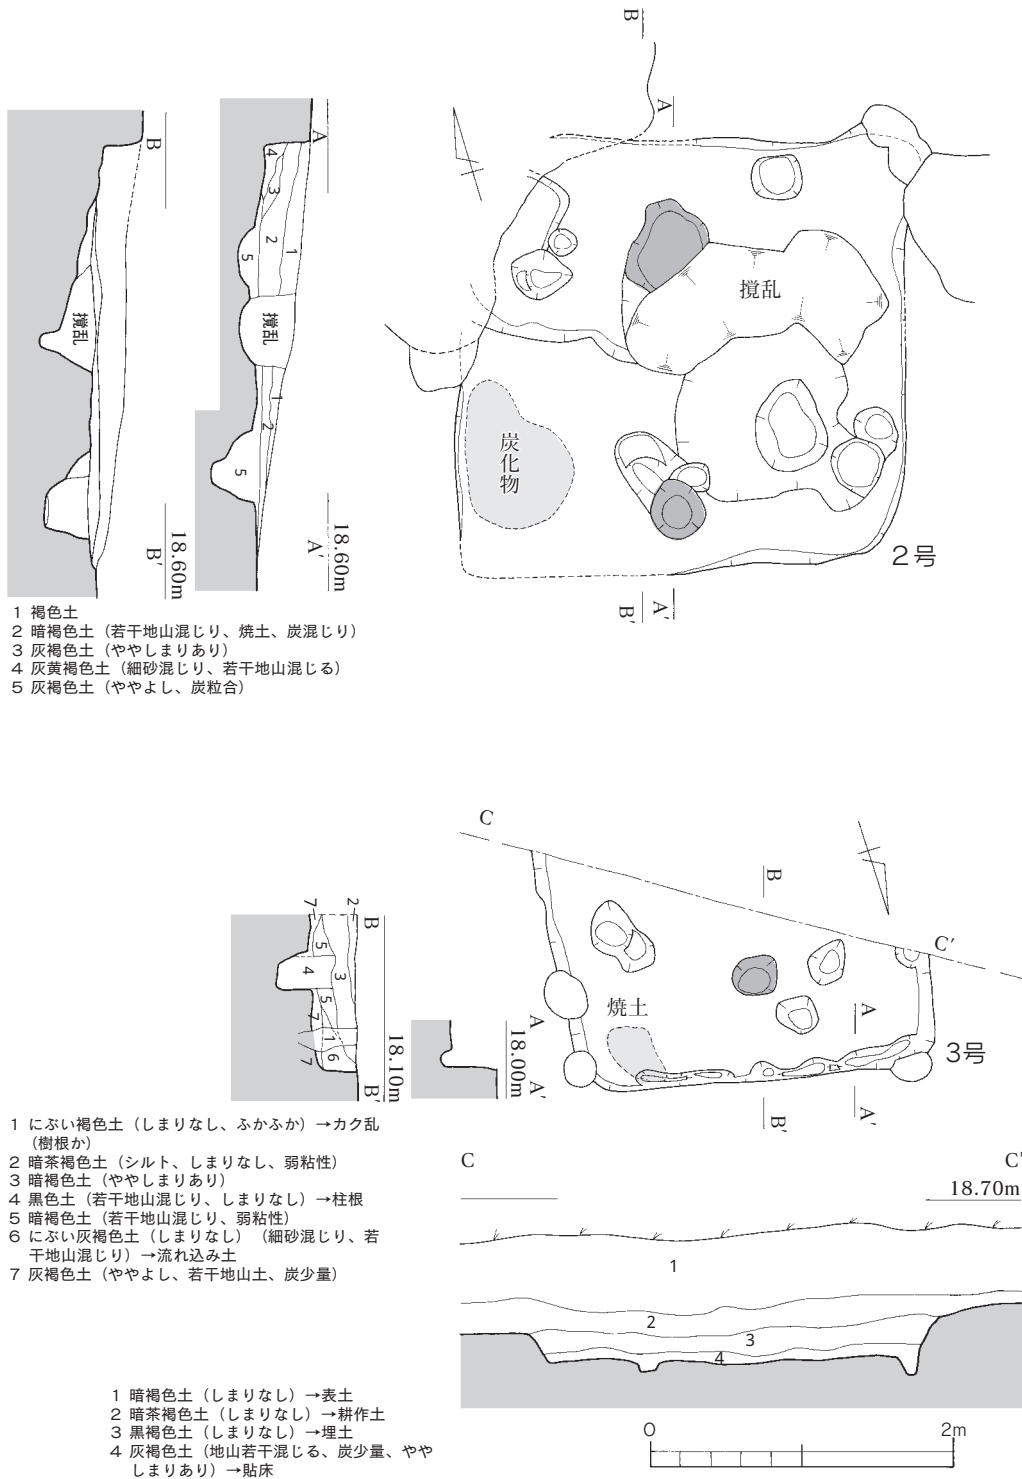 B
A
B
A
4
3
2
1
5
撹乱
撹乱
1
2
5
撹乱
炭化物
18.60m
B′
18.60m
A′
2号
B′
A′
1 褐色土
2 暗褐色土（若干地山混じり、焼土、炭混じり）
3 灰褐色土（ややしまりあり）
4 灰黄褐色土（細砂混じり、若干地山混じる）
5 灰褐色土（ややよし、炭粒含）
C
B
C′
7
2
B
5
4
3
5
7
1
6
7
18.10m
B′
A
18.00m
A′
焼土
A
3号
B′
A′
1 にぶい褐色土（しまりなし、ふかふか）→カク乱
（樹根か）
2 暗茶褐色土（シルト、しまりなし、弱粘性）
3 暗褐色土（ややしまりあり）
4 黒色土（若干地山混じり、しまりなし）→柱根
5 暗褐色土（若干地山混じり、弱粘性）
6 にぶい灰褐色土（しまりなし）（細砂混じり、若
干地山混じり）→流れ込み土
7 灰褐色土（ややよし、若干地山土、炭少量）
C
C′
18.70m
1
2
3
4
1 暗褐色土（しまりなし）→表土
2 暗茶褐色土（しまりなし）→耕作土
3 黒褐色土（しまりなし）→埋土
4 灰褐色土（地山若干混じる、炭少量、やや
しまりあり）→貼床
0 2m